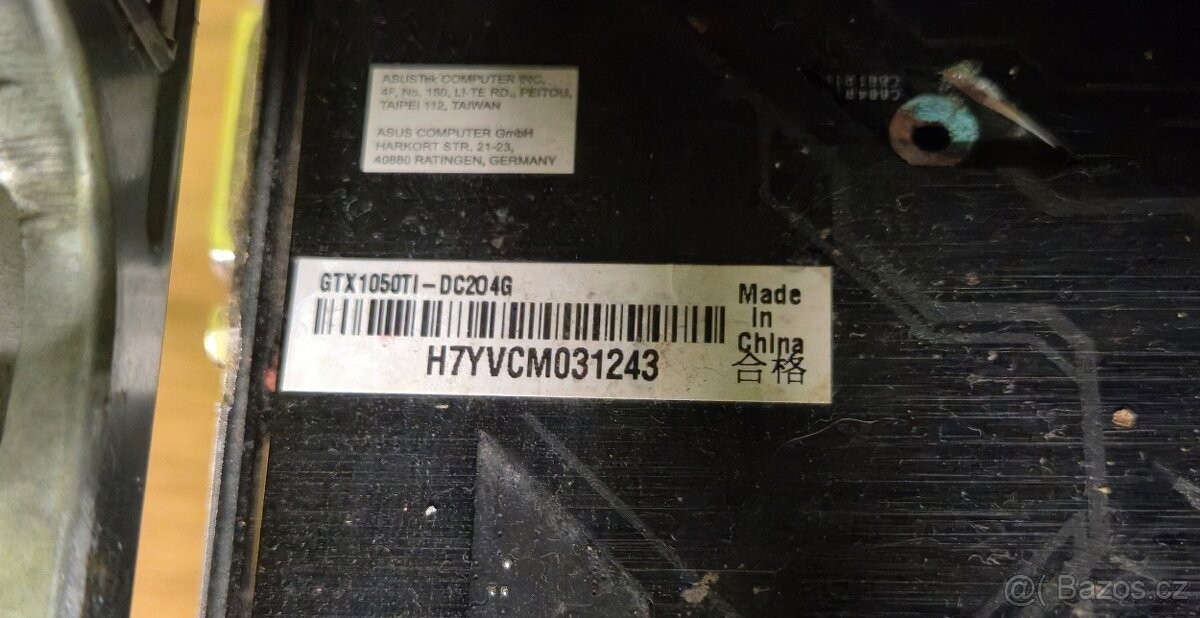 ASUSTek COMPUTER INC.
4F, No. 150, LI-TE RD., PEITOU,
TAIPEI 112, TAIWAN
ASUS COMPUTER GmbH
HARKORT STR. 21-23,
40880 RATINGEN, GERMANY
GTX1050TI-DC2O4G
H7YVCM031243
Made
in
China
合格
Bazos.cz